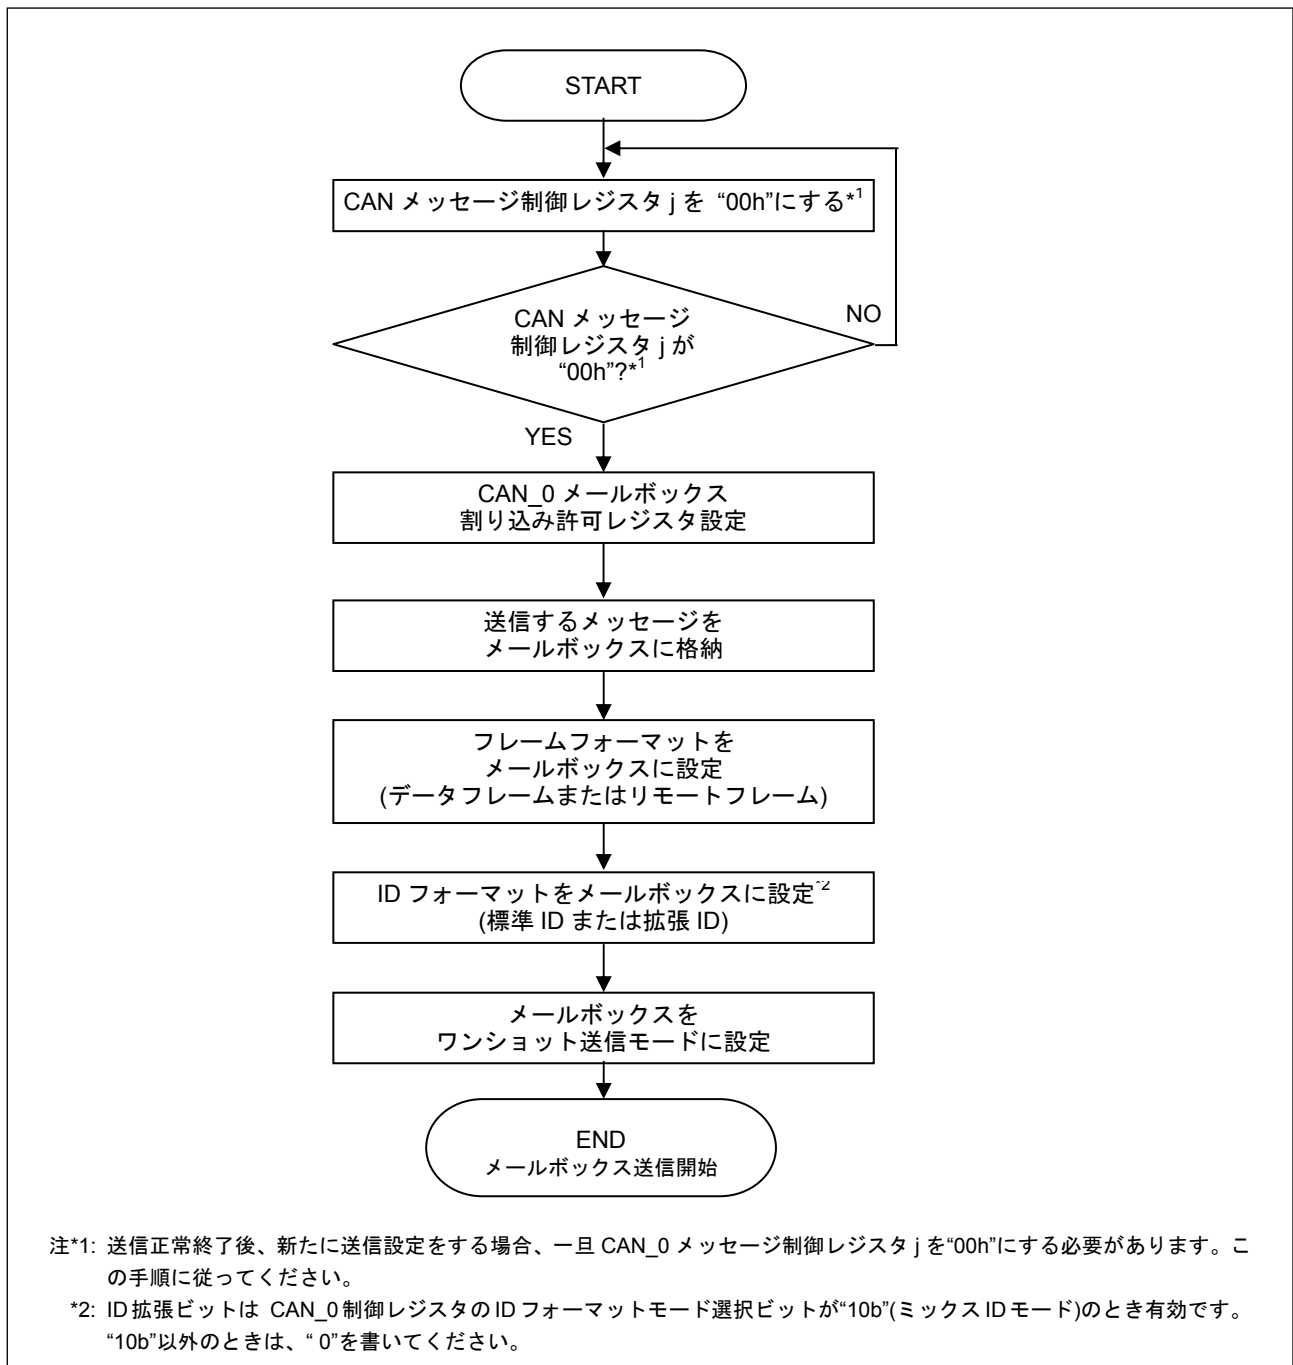 START
CAN メッセージ制御レジスタ j を “00h”にする*1
CAN メッセージ
制御レジスタ j が
“00h”?*1
NO
YES
CAN_0 メールボックス
割り込み許可レジスタ設定
送信するメッセージを
メールボックスに格納
フレームフォーマットを
メールボックスに設定
(データフレームまたはリモートフレーム)
ID フォーマットをメールボックスに設定*2
(標準 ID または拡張 ID)
メールボックスを
ワンショット送信モードに設定
END
メールボックス送信開始
注*1: 送信正常終了後、新たに送信設定をする場合、一旦 CAN_0 メッセージ制御レジスタ j を“00h”にする必要があります。こ
の手順に従ってください。
*2: ID 拡張ビットは CAN_0 制御レジスタの ID フォーマットモード選択ビットが“10b”(ミックス ID モード)のとき有効です。
“10b”以外のときは、“ 0”を書いてください。